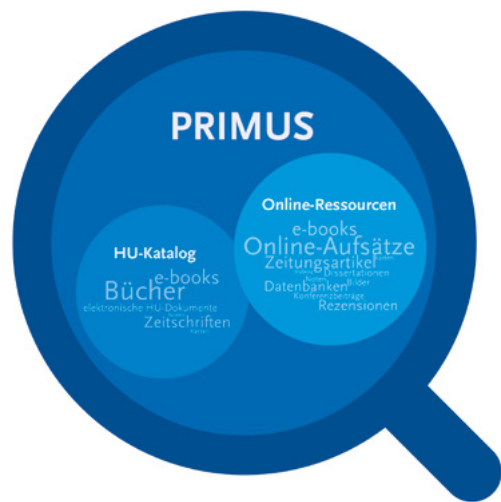 PRIMUS
Online-Ressourcen
e-books
Online-Aufsätze
Zeitungsartikel
Dissertationen
Bilder
Datenbanken
Konferenzbeiträge
Rezensionen
HU-Katalog
e-books
Bücher
elektronische HU-Dokumente
Zeitschriften